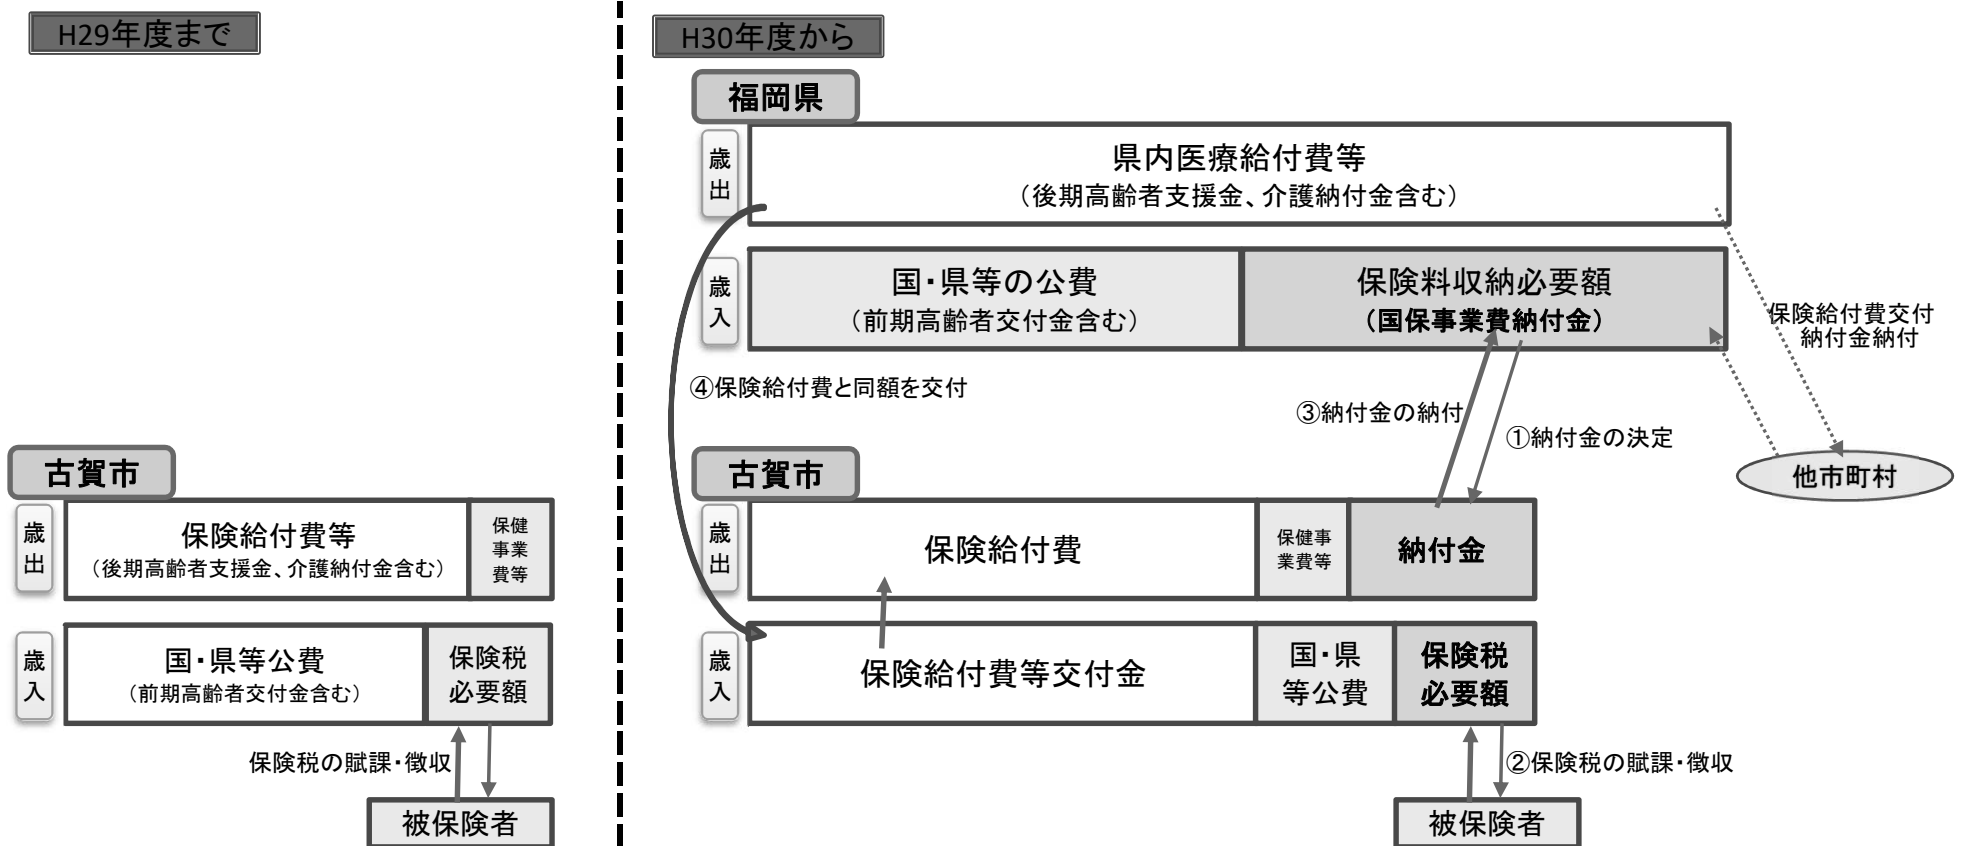 H29年度まで
古賀市
歳出
保険給付費等
（後期高齢者支援金、介護納付金含む）
保健
事業
費等
歳入
国・県等公費
（前期高齢者交付金含む）
保険税
必要額
保険税の賦課・徴収
被保険者
H30年度から
福岡県
歳出
県内医療給付費等
（後期高齢者支援金、介護納付金含む）
歳入
国・県等の公費
（前期高齢者交付金含む）
保険料収納必要額
（国保事業費納付金）
保険給付費交付
納付金納付
④保険給付費と同額を交付
③納付金の納付
①納付金の決定
他市町村
古賀市
歳出
保険給付費
保健事
業費等
納付金
歳入
保険給付費等交付金
国・県
等公費
保険税
必要額
②保険税の賦課・徴収
被保険者